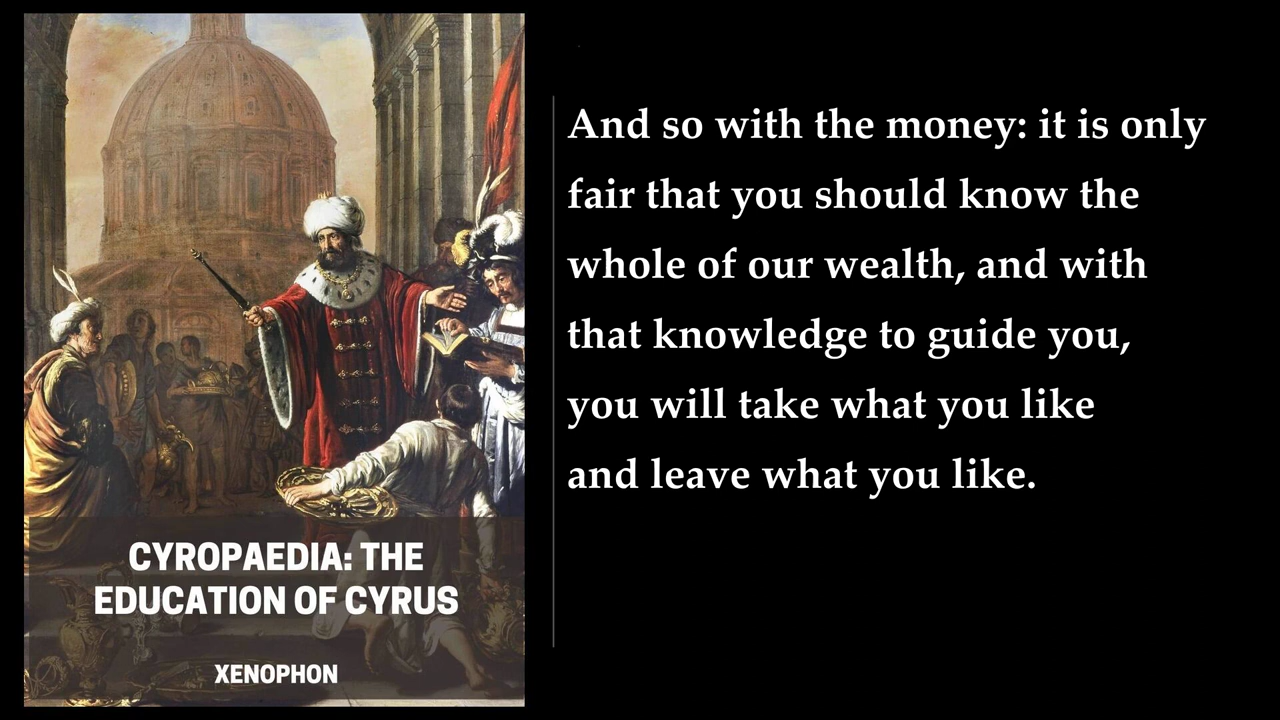 CYROPAEDIA: THE
EDUCATION OF CYRUS
XENOPHON
And so with the money: it is only
fair that you should know the
whole of our wealth, and with
that knowledge to guide you,
you will take what you like
and leave what you like.